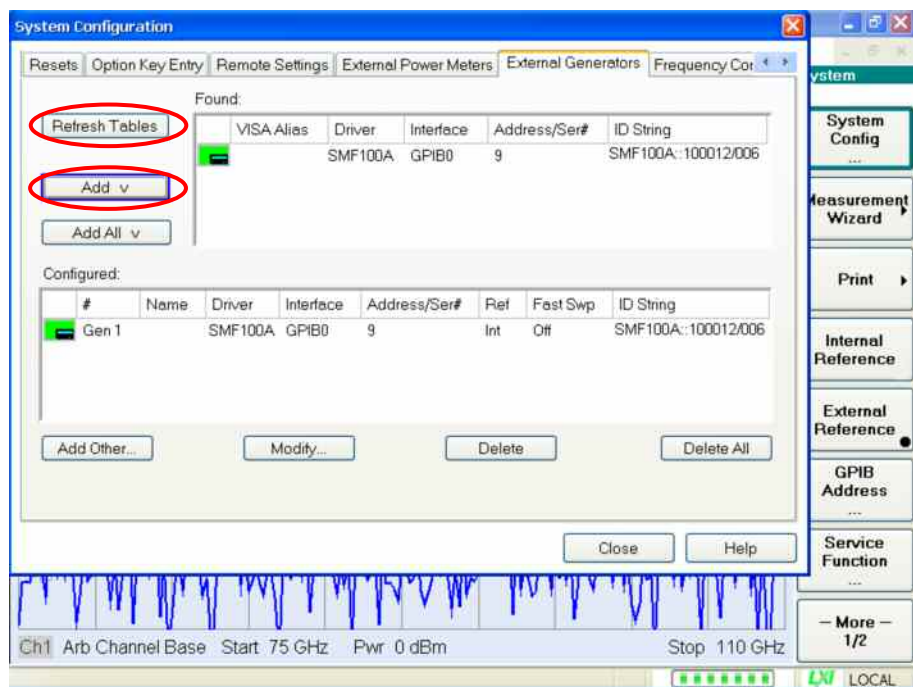 System Configuration
Resets Option Key Entry Remote Settings External Power Meters External Generators Frequency Cor
ystem
Found:
Refresh Tables
VISA Alias Driver Interface Address/Ser# ID String
SMF100A GPIB0 9 SMF100A::100012/006
Add v
Add All v
Configured:
# Name Driver Interface Address/Ser# Ref Fast Swp ID String
Gen 1 SMF100A GPIB0 9 Int Off SMF100A::100012/006
Add Other... Modify... Delete Delete All
Close Help
System
Config
...
Measurement
Wizard
Print
Internal
Reference
External
Reference
GPIB
Address
...
Service
Function
...
— More —
1/2
Ch1 Arb Channel Base Start 75 GHz Pwr 0 dBm Stop 110 GHz
LXI LOCAL